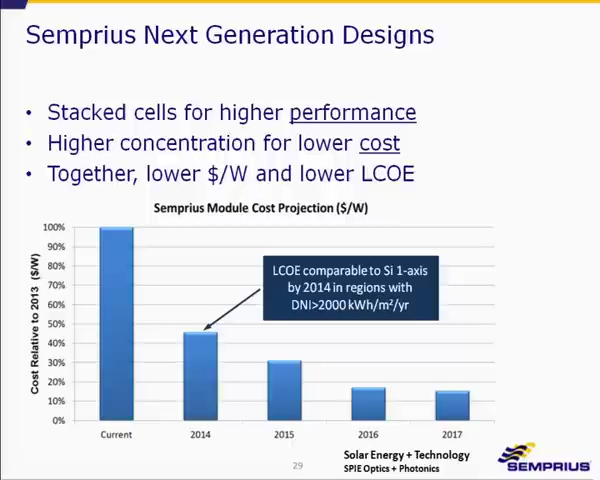 Semprius Next Generation Designs
• Stacked cells for higher performance
• Higher concentration for lower cost
• Together, lower $/W and lower LCOE
Semprius Module Cost Projection ($/W)
Cost Relative to 2013 ($/W)
100%
90%
80%
70%
60%
50%
40%
30%
20%
10%
0%
LCOE comparable to Si 1-axis
by 2014 in regions with
DNI>2000 kWh/m²/yr
Current 2014 2015 2016 2017
29
Solar Energy + Technology
SPIE Optics + Photonics
SEMPRIUS